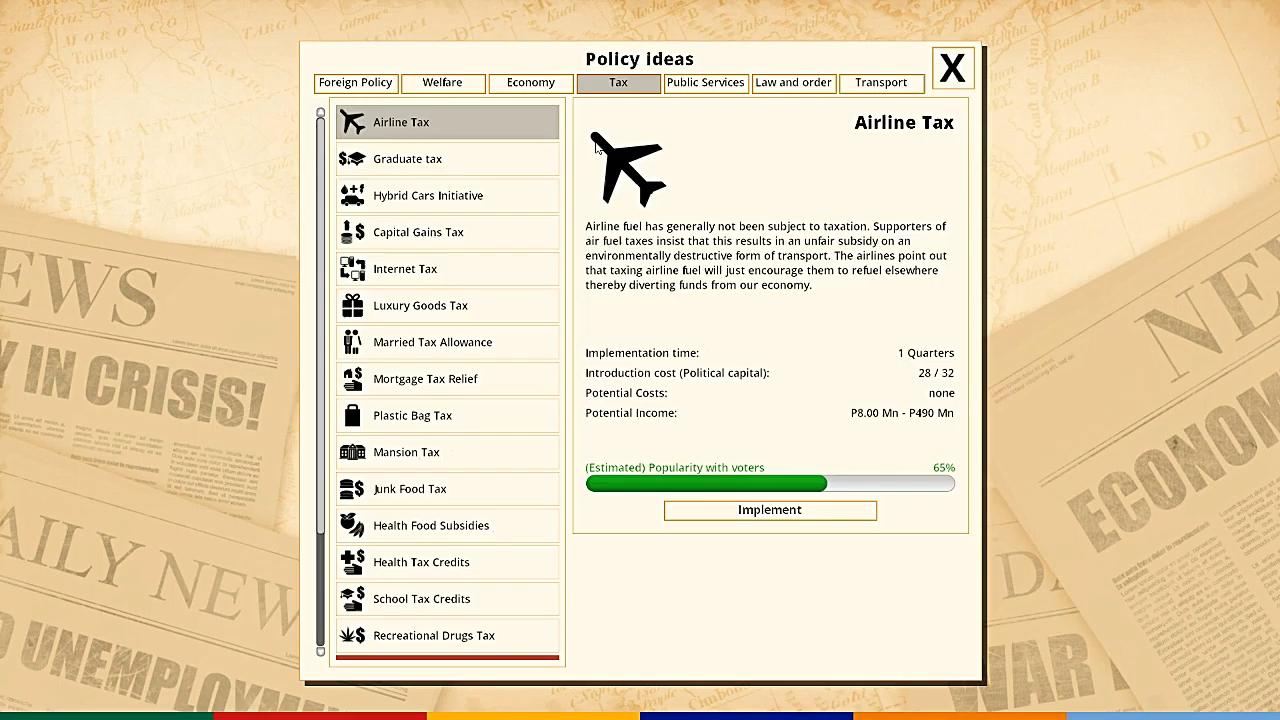 Policy ideas
X
Foreign Policy
Welfare
Economy
Tax
Public Services
Law and order
Transport
Airline Tax
Graduate tax
Hybrid Cars Initiative
Capital Gains Tax
Internet Tax
Luxury Goods Tax
Married Tax Allowance
Mortgage Tax Relief
Plastic Bag Tax
Mansion Tax
Junk Food Tax
Health Food Subsidies
Health Tax Credits
School Tax Credits
Recreational Drugs Tax
Airline Tax
Airline fuel has generally not been subject to taxation. Supporters of
air fuel taxes insist that this results in an unfair subsidy on an
environmentally destructive form of transport. The airlines point out
that taxing airline fuel will just encourage them to refuel elsewhere
thereby diverting funds from our economy.
Implementation time: 1 Quarters
Introduction cost (Political capital): 28 / 32
Potential Costs: none
Potential Income: P8.00 Mn - P490 Mn
(Estimated) Popularity with voters 65%
Implement
EWS
Y IN CRISIS!
AILY NEW
UNEMPLOYM
NE
ECONOM
DA
WAR